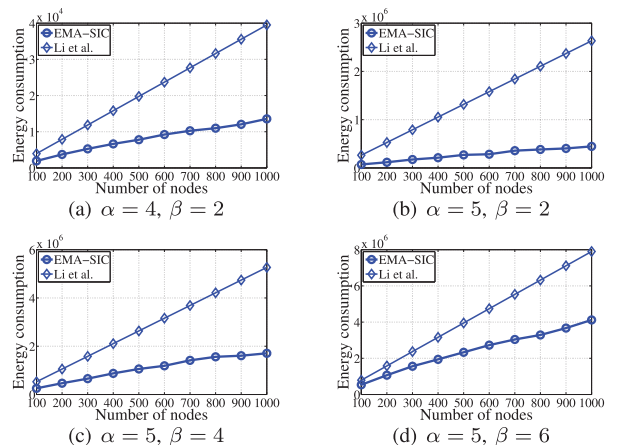 x 10^4
4
3
2
1
0
Energy consumption
EMA−SIC
Li et al.
100 200 300 400 500 600 700 800 900 1000
Number of nodes
(a) α = 4, β = 2
x 10^6
3
2
1
0
Energy consumption
EMA−SIC
Li et al.
100 200 300 400 500 600 700 800 900 1000
Number of nodes
(b) α = 5, β = 2
x 10^6
6
4
2
0
Energy consumption
EMA−SIC
Li et al.
100 200 300 400 500 600 700 800 900 1000
Number of nodes
(c) α = 5, β = 4
x 10^6
8
6
4
2
0
Energy consumption
EMA−SIC
Li et al.
100 200 300 400 500 600 700 800 900 1000
Number of nodes
(d) α = 5, β = 6